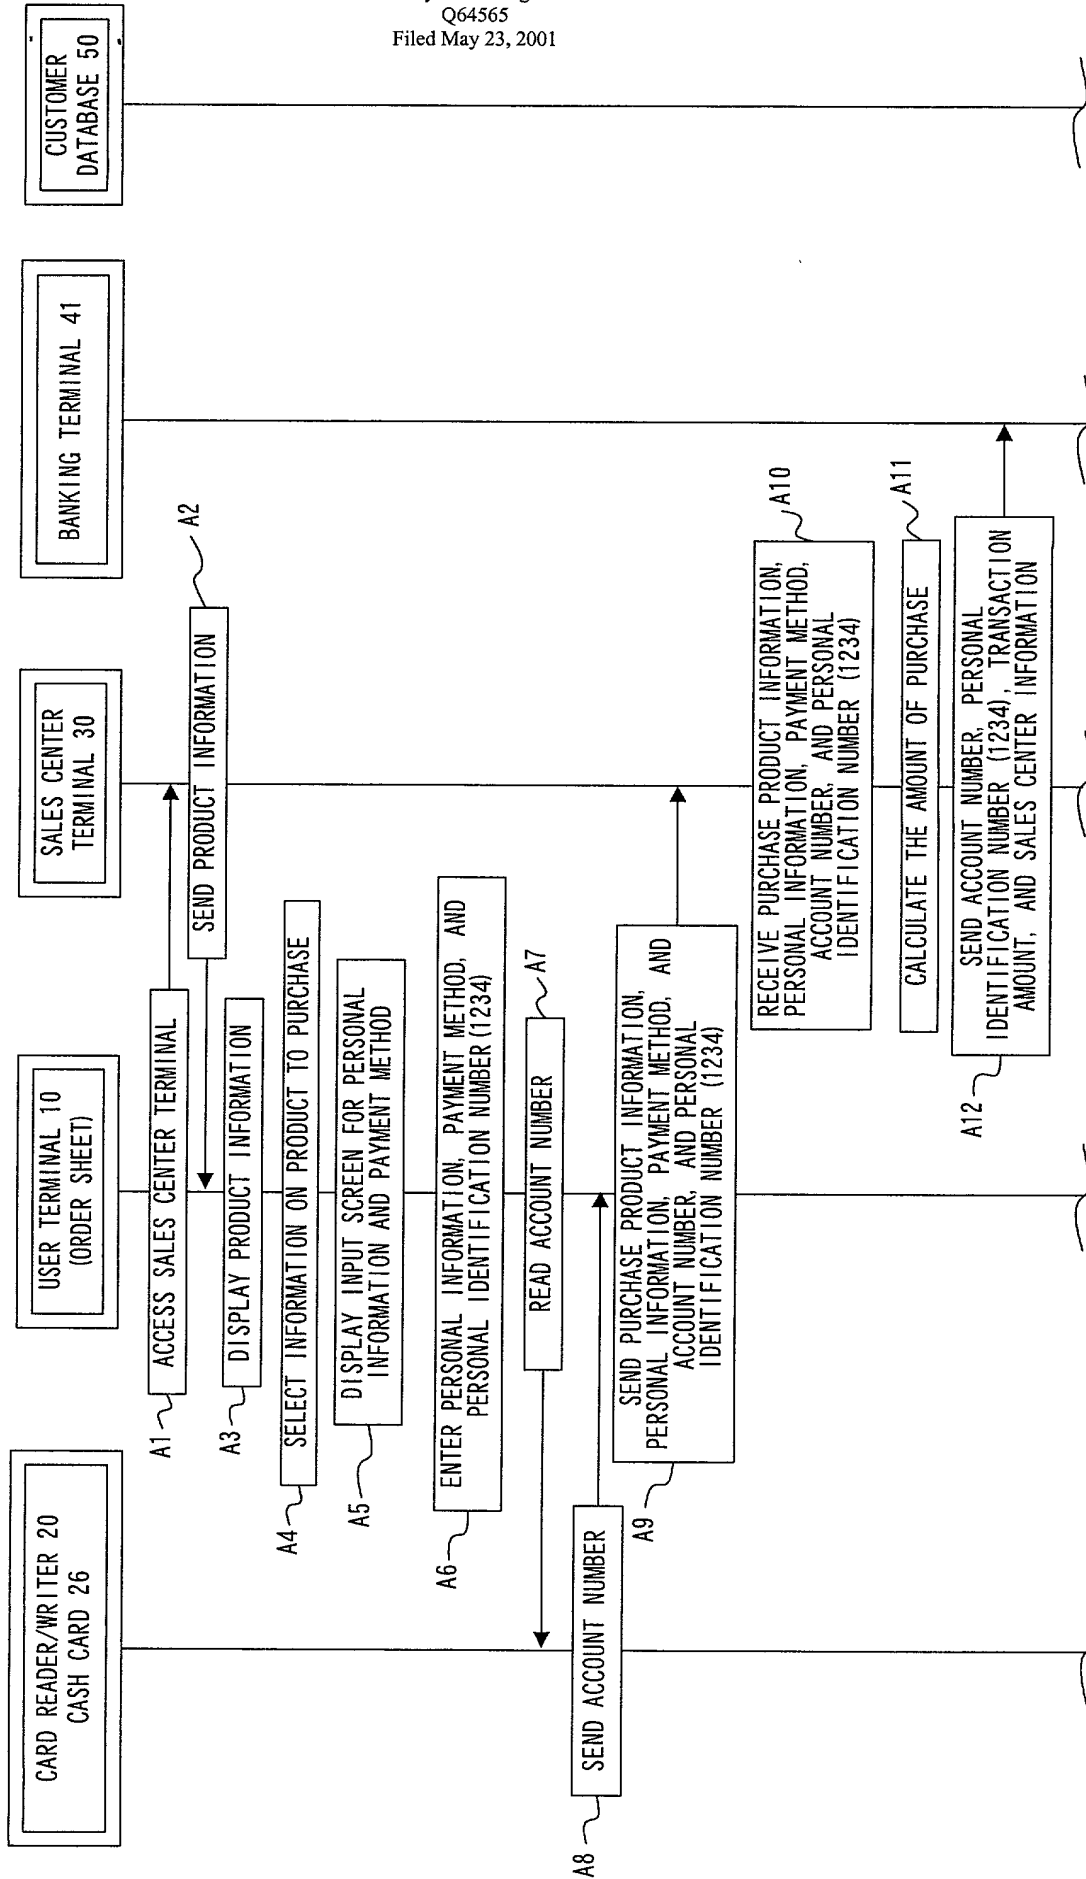 Q64565
Filed May 23, 2001
CARD READER/WRITER 20
CASH CARD 26
USER TERMINAL 10
(ORDER SHEET)
SALES CENTER
TERMINAL 30
BANKING TERMINAL 41
CUSTOMER
DATABASE 50
A1
ACCESS SALES CENTER TERMINAL
A2
SEND PRODUCT INFORMATION
A3
DISPLAY PRODUCT INFORMATION
A4
SELECT INFORMATION ON PRODUCT TO PURCHASE
A5
DISPLAY INPUT SCREEN FOR PERSONAL
INFORMATION AND PAYMENT METHOD
A6
ENTER PERSONAL INFORMATION, PAYMENT METHOD, AND
PERSONAL IDENTIFICATION NUMBER (1234)
A7
READ ACCOUNT NUMBER
A8
SEND ACCOUNT NUMBER
A9
SEND PURCHASE PRODUCT INFORMATION,
PERSONAL INFORMATION, PAYMENT METHOD, AND
ACCOUNT NUMBER, AND PERSONAL
IDENTIFICATION NUMBER (1234)
A10
RECEIVE PURCHASE PRODUCT INFORMATION,
PERSONAL INFORMATION, PAYMENT METHOD,
ACCOUNT NUMBER, AND PERSONAL
IDENTIFICATION NUMBER (1234)
A11
CALCULATE THE AMOUNT OF PURCHASE
A12
SEND ACCOUNT NUMBER, PERSONAL
IDENTIFICATION NUMBER (1234), TRANSACTION
AMOUNT, AND SALES CENTER INFORMATION